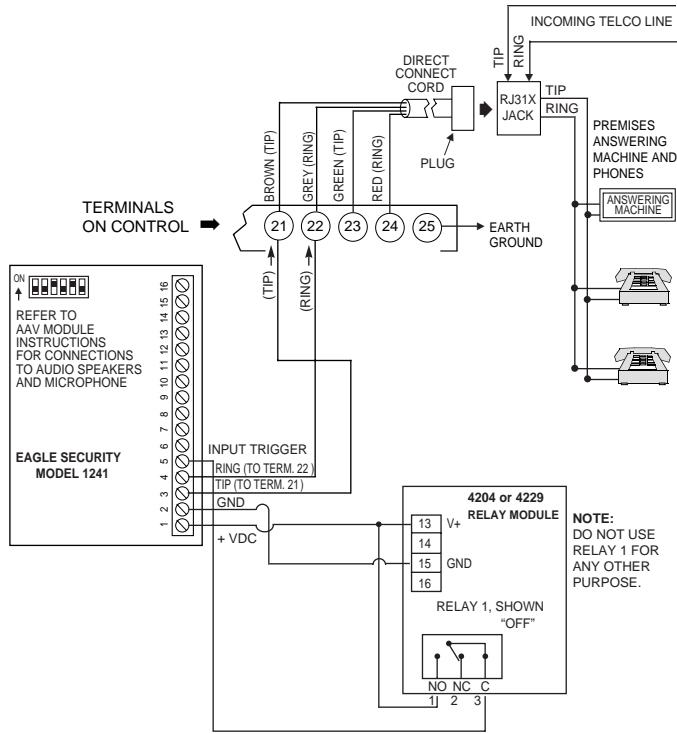 INCOMING TELCO LINE
TIP
RING
DIRECT
CONNECT
CORD
RJ31X
JACK
TIP
RING
PLUG
PREMISES
ANSWERING
MACHINE AND
PHONES
ANSWERING
MACHINE
BROWN (TIP)
GREY (RING)
GREEN (TIP)
RED (RING)
TERMINALS
ON CONTROL
21
22
23
24
25
EARTH
GROUND
(TIP)
(RING)
ON
REFER TO
AAV MODULE
INSTRUCTIONS
FOR CONNECTIONS
TO AUDIO SPEAKERS
AND MICROPHONE
EAGLE SECURITY
MODEL 1241
16
15
14
13
12
11
10
9
8
7
6
5
4
3
2
1
INPUT TRIGGER
RING (TO TERM. 22 )
TIP (TO TERM. 21 )
GND
+ VDC
4204 or 4229
RELAY MODULE
13 V+
14
15 GND
16
RELAY 1, SHOWN
“OFF”
NO NC C
1 2 3
NOTE:
DO NOT USE
RELAY 1 FOR
ANY OTHER
PURPOSE.